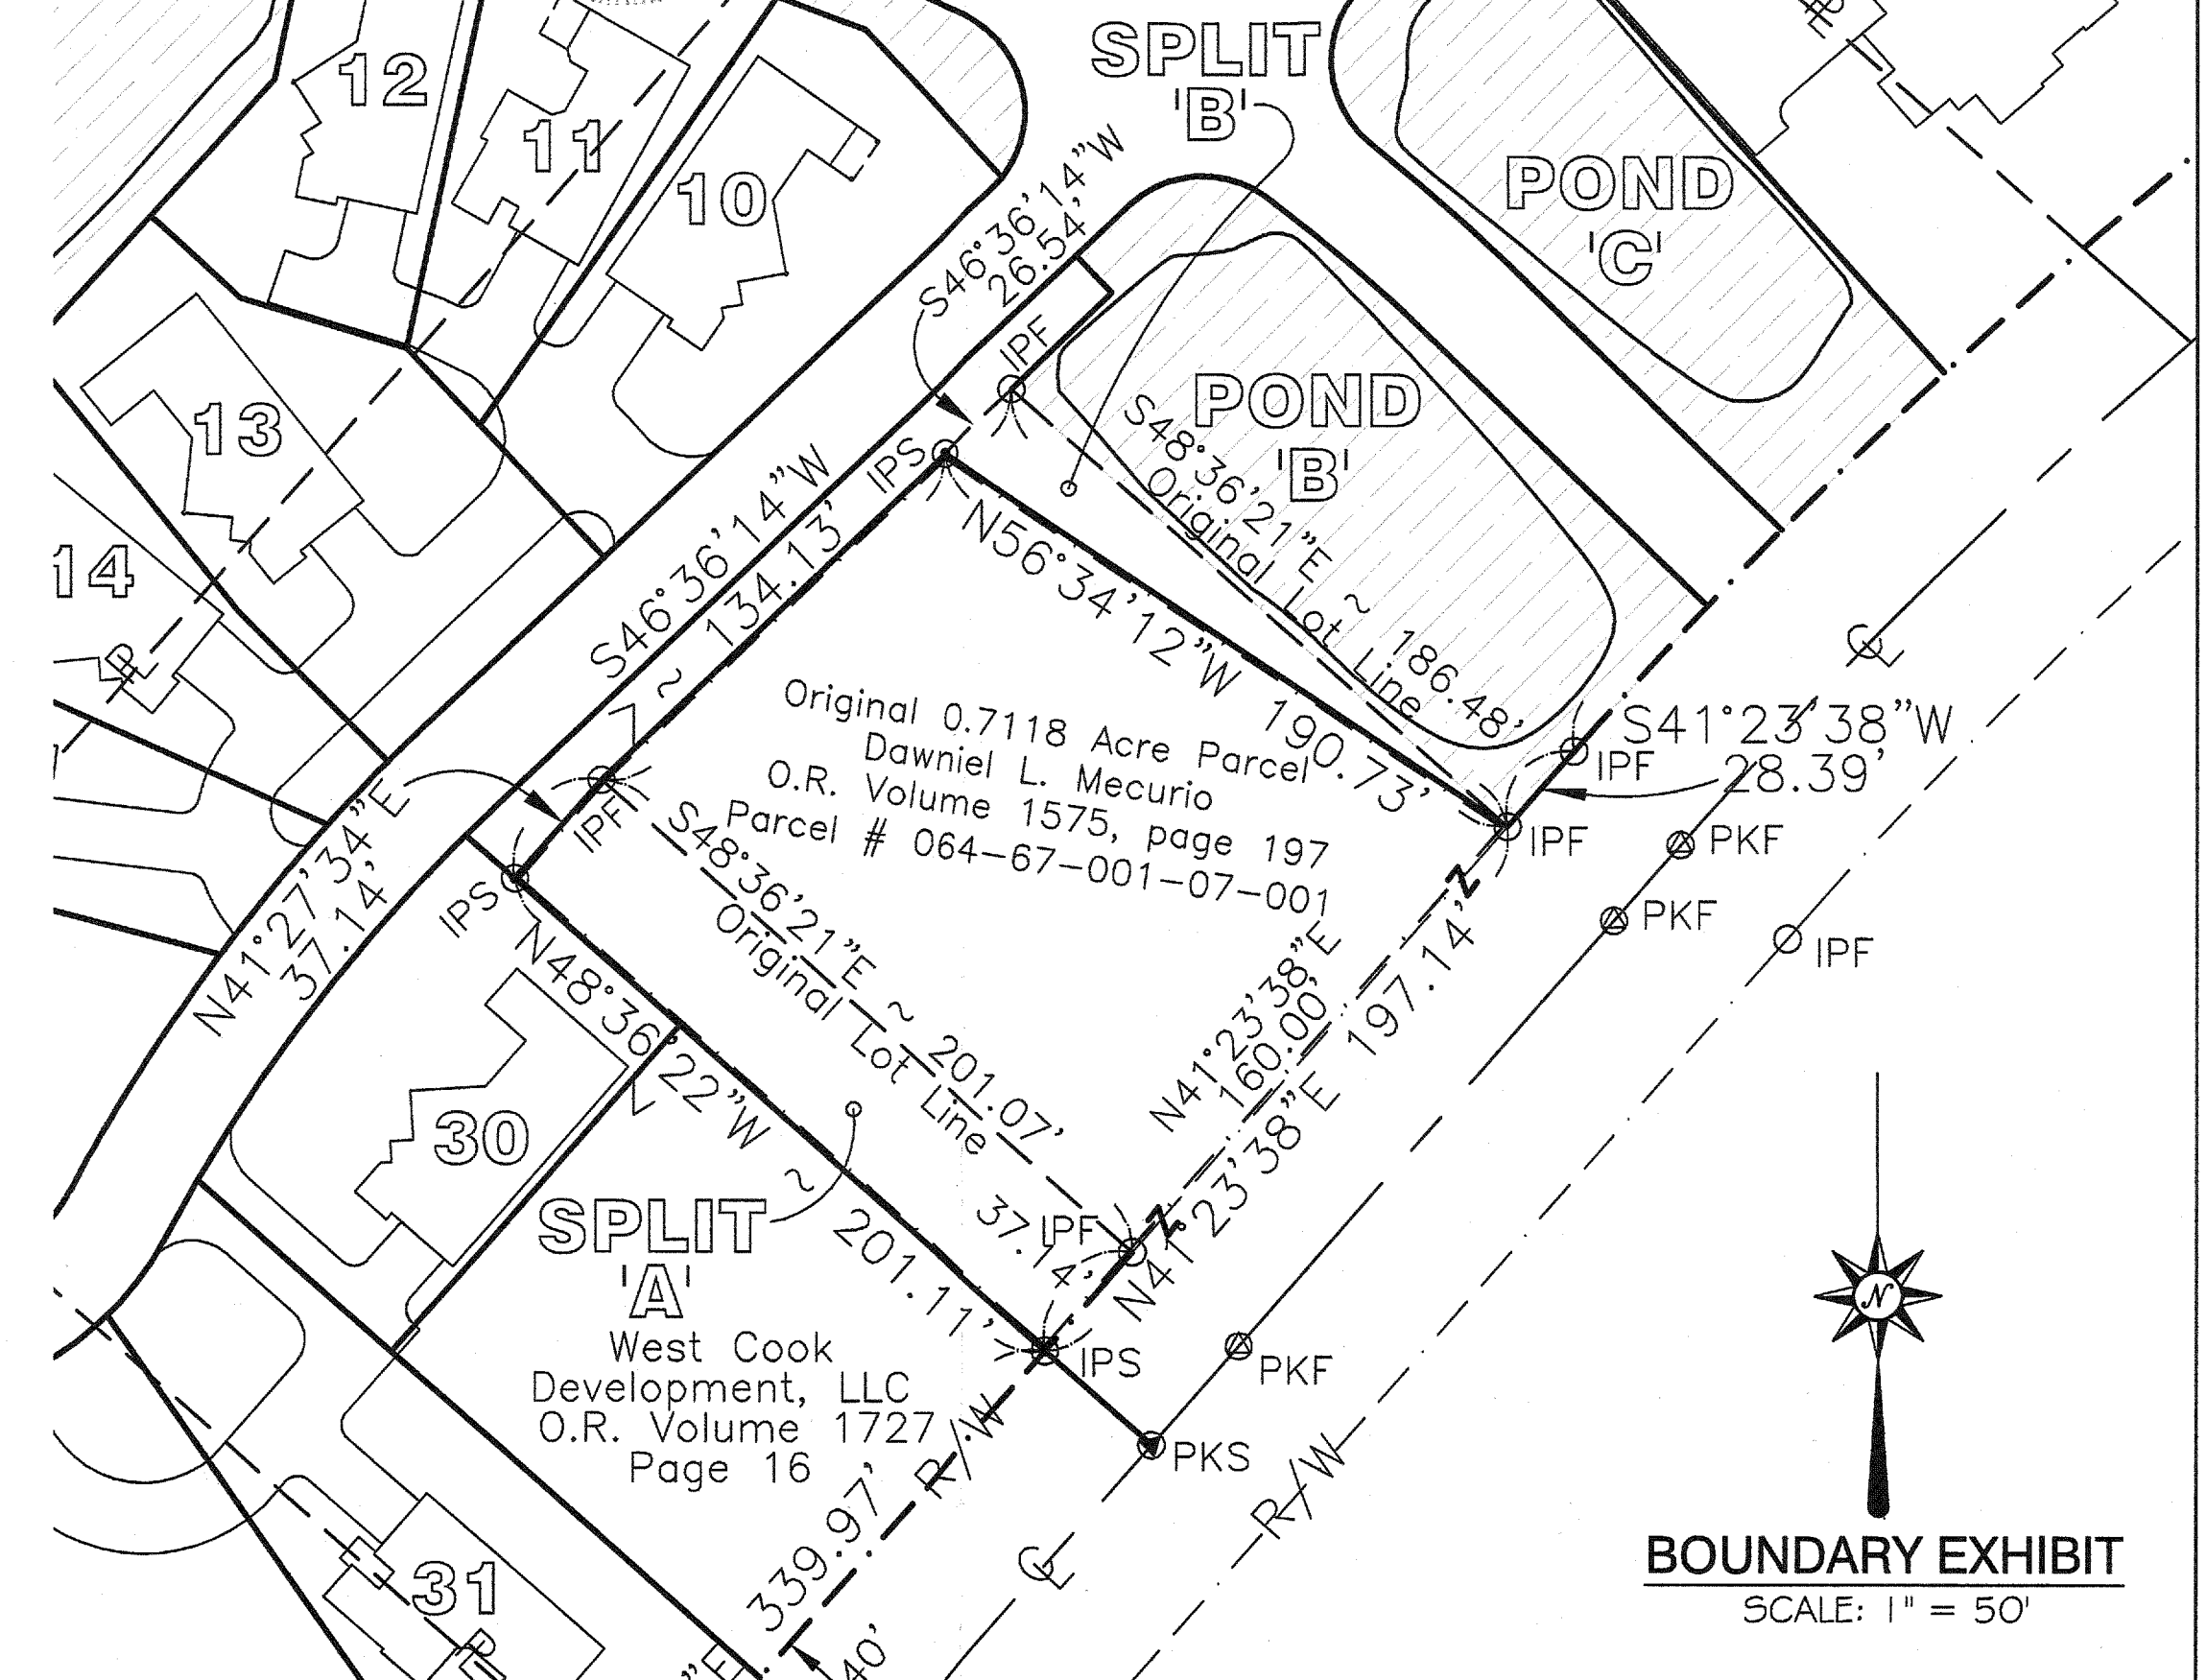 SPLIT
'B'
12
11
10
POND
'C'
S46°36'14"W
26.54'
IPF
POND
'B'
13
IPS
S48°36'21"E ~ 186.48'
Original Lot Line
14
S46°36'14"W
7 ~ 134.13'
N56°34'12"W 190.73'
℄
Original 0.7118 Acre Parcel
Dawniel L. Mecurio
O.R. Volume 1575, page 197
Parcel # 064-67-001-07-001
S41°23'38"W
28.39'
IPF
IPF
PKF
PKF
IPF
IPF
N41°27'34"E
37.14'
IPS
S48°36'21"E ~ 201.07'
Original Lot Line
N48°36'22"W ~ 201.11'
N41°23'38"E
160.00'
N41°23'38"E 197.14'
30
SPLIT
'A'
37.14'
IPF
IPS
PKF
PKS
West Cook
Development, LLC
O.R. Volume 1727
Page 16
R/W
R/W
339.97'
℄
31
40'
"E
N
BOUNDARY EXHIBIT
SCALE: 1" = 50'